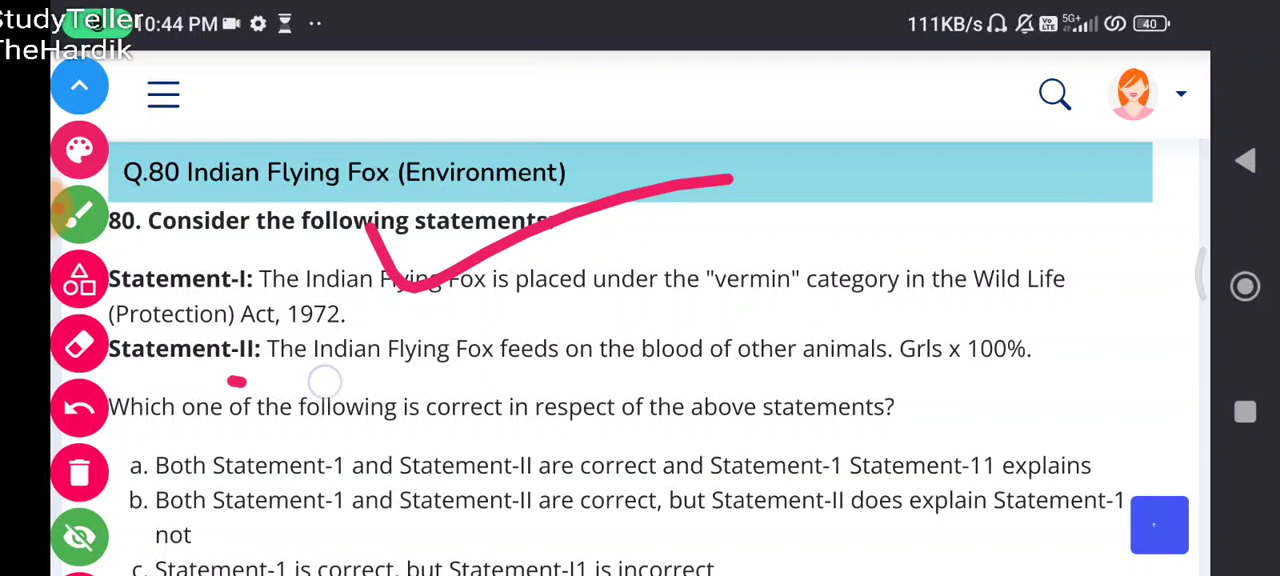 StudyTeller
10:44 PM
111KB/s
Vo
LTE
5G+
40
TheHardik
Q.80 Indian Flying Fox (Environment)
80. Consider the following statements:
Statement-I: The Indian Flying Fox is placed under the "vermin" category in the Wild Life
(Protection) Act, 1972.
Statement-II: The Indian Flying Fox feeds on the blood of other animals. Grls x 100%.
Which one of the following is correct in respect of the above statements?
a. Both Statement-1 and Statement-II are correct and Statement-1 Statement-11 explains
b. Both Statement-1 and Statement-II are correct, but Statement-II does explain Statement-1
not
c. Statement-1 is correct, but Statement-I1 is incorrect